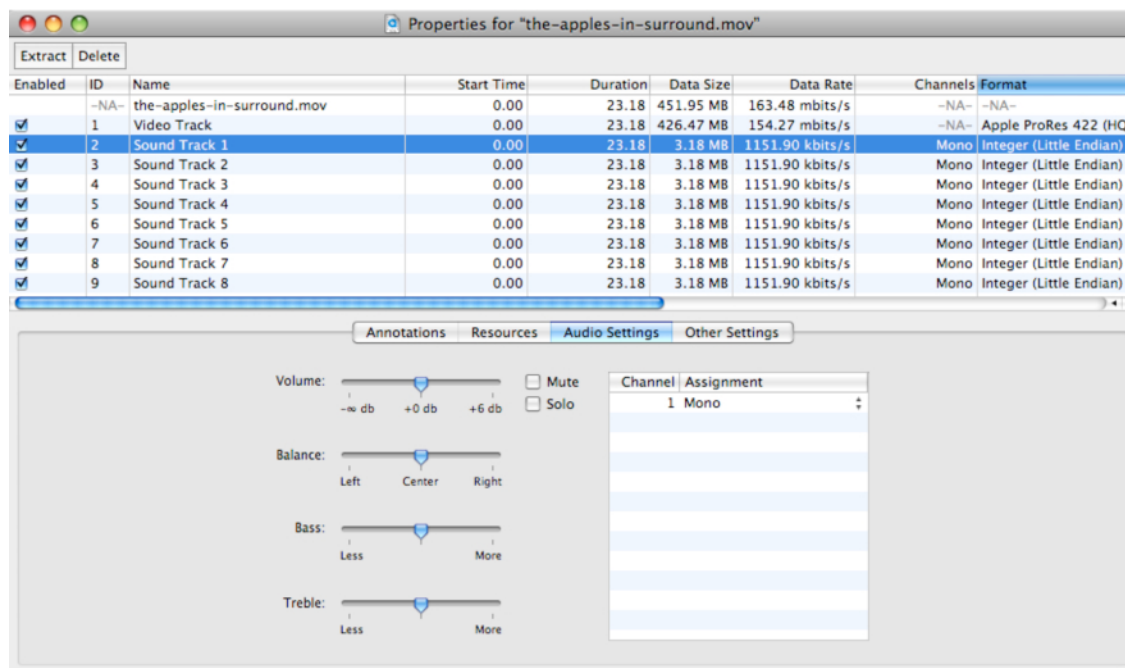 Properties for "the-apples-in-surround.mov"
Extract Delete
Enabled ID Name Start Time Duration Data Size Data Rate Channels Format
-NA- the-apples-in-surround.mov 0.00 23.18 451.95 MB 163.48 mbits/s -NA- -NA-
1 Video Track 0.00 23.18 426.47 MB 154.27 mbits/s -NA- Apple ProRes 422 (HQ
2 Sound Track 1 0.00 23.18 3.18 MB 1151.90 kbits/s Mono Integer (Little Endian)
3 Sound Track 2 0.00 23.18 3.18 MB 1151.90 kbits/s Mono Integer (Little Endian)
4 Sound Track 3 0.00 23.18 3.18 MB 1151.90 kbits/s Mono Integer (Little Endian)
5 Sound Track 4 0.00 23.18 3.18 MB 1151.90 kbits/s Mono Integer (Little Endian)
6 Sound Track 5 0.00 23.18 3.18 MB 1151.90 kbits/s Mono Integer (Little Endian)
7 Sound Track 6 0.00 23.18 3.18 MB 1151.90 kbits/s Mono Integer (Little Endian)
8 Sound Track 7 0.00 23.18 3.18 MB 1151.90 kbits/s Mono Integer (Little Endian)
9 Sound Track 8 0.00 23.18 3.18 MB 1151.90 kbits/s Mono Integer (Little Endian)
Annotations Resources Audio Settings Other Settings
Volume: Mute Channel Assignment
-∞ db +0 db +6 db Solo 1 Mono
Balance:
Left Center Right
Bass:
Less More
Treble:
Less More